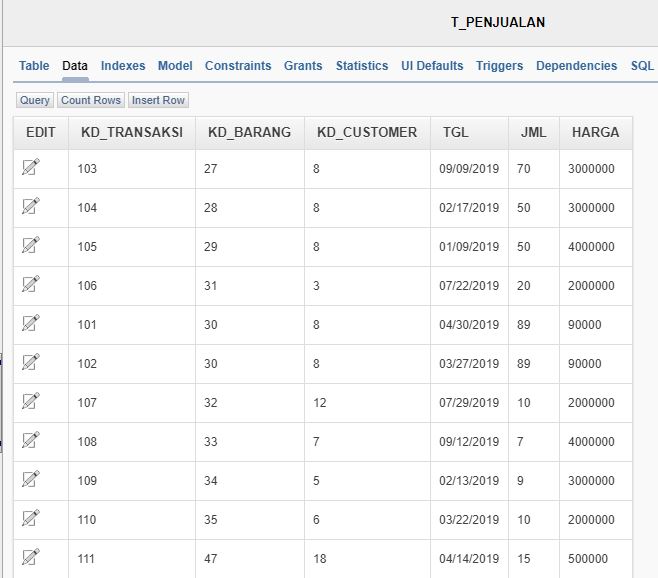 T_PENJUALAN
Table Data Indexes Model Constraints Grants Statistics UI Defaults Triggers Dependencies SQL
Query Count Rows Insert Row
EDIT KD_TRANSAKSI KD_BARANG KD_CUSTOMER TGL JML HARGA
103 27 8 09/09/2019 70 3000000
104 28 8 02/17/2019 50 3000000
105 29 8 01/09/2019 50 4000000
106 31 3 07/22/2019 20 2000000
101 30 8 04/30/2019 89 90000
102 30 8 03/27/2019 89 90000
107 32 12 07/29/2019 10 2000000
108 33 7 09/12/2019 7 4000000
109 34 5 02/13/2019 9 3000000
110 35 6 03/22/2019 10 2000000
111 47 18 04/14/2019 15 500000